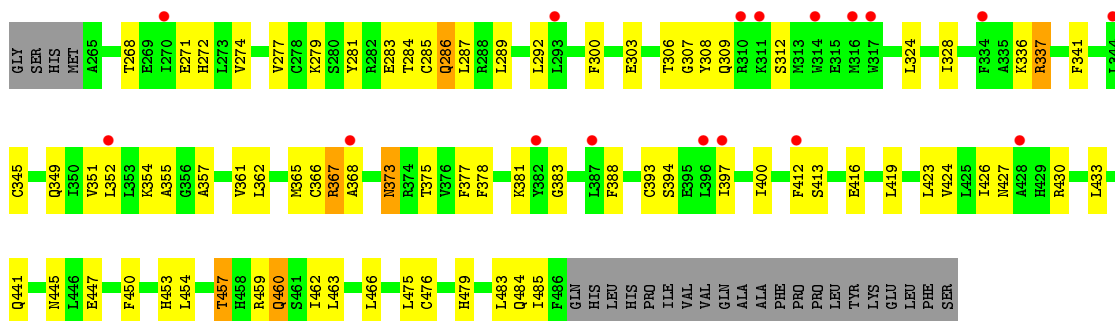 GLY SER HIS MET A265 T268 E269 I270 E271 H272 L273 V274 V277 C278 K279 S280 Y281 R282 E283 T284 C285 Q286 L287 R288 L289 L292 L293 F300 E303 T306 G307 Y308 Q309 R310 K311 S312 M313 W314 E315 M316 W317 L324 I328 F334 A335 K336 R337 F341 L344
C345 Q349 I350 V351 L352 L353 K354 A355 G356 A357 V361 L362 M365 C366 R367 A368 N373 R374 T375 V376 F377 F378 K381 Y382 G383 L387 F388 C393 S394 E395 L396 I397 I400 F412 S413 E416 L419 L423 V424 L425 I426 N427 A428 H429 R430 L433
Q441 N445 L446 E447 F450 H453 L454 T457 H458 R459 Q460 S461 I462 L463 L466 L475 C476 H479 L483 Q484 I485 F486 GLN HIS LEU HIS PRO ILE VAL VAL GLN ALA ALA PHE PRO PRO LEU TYR LYS GLU LEU PHE SER